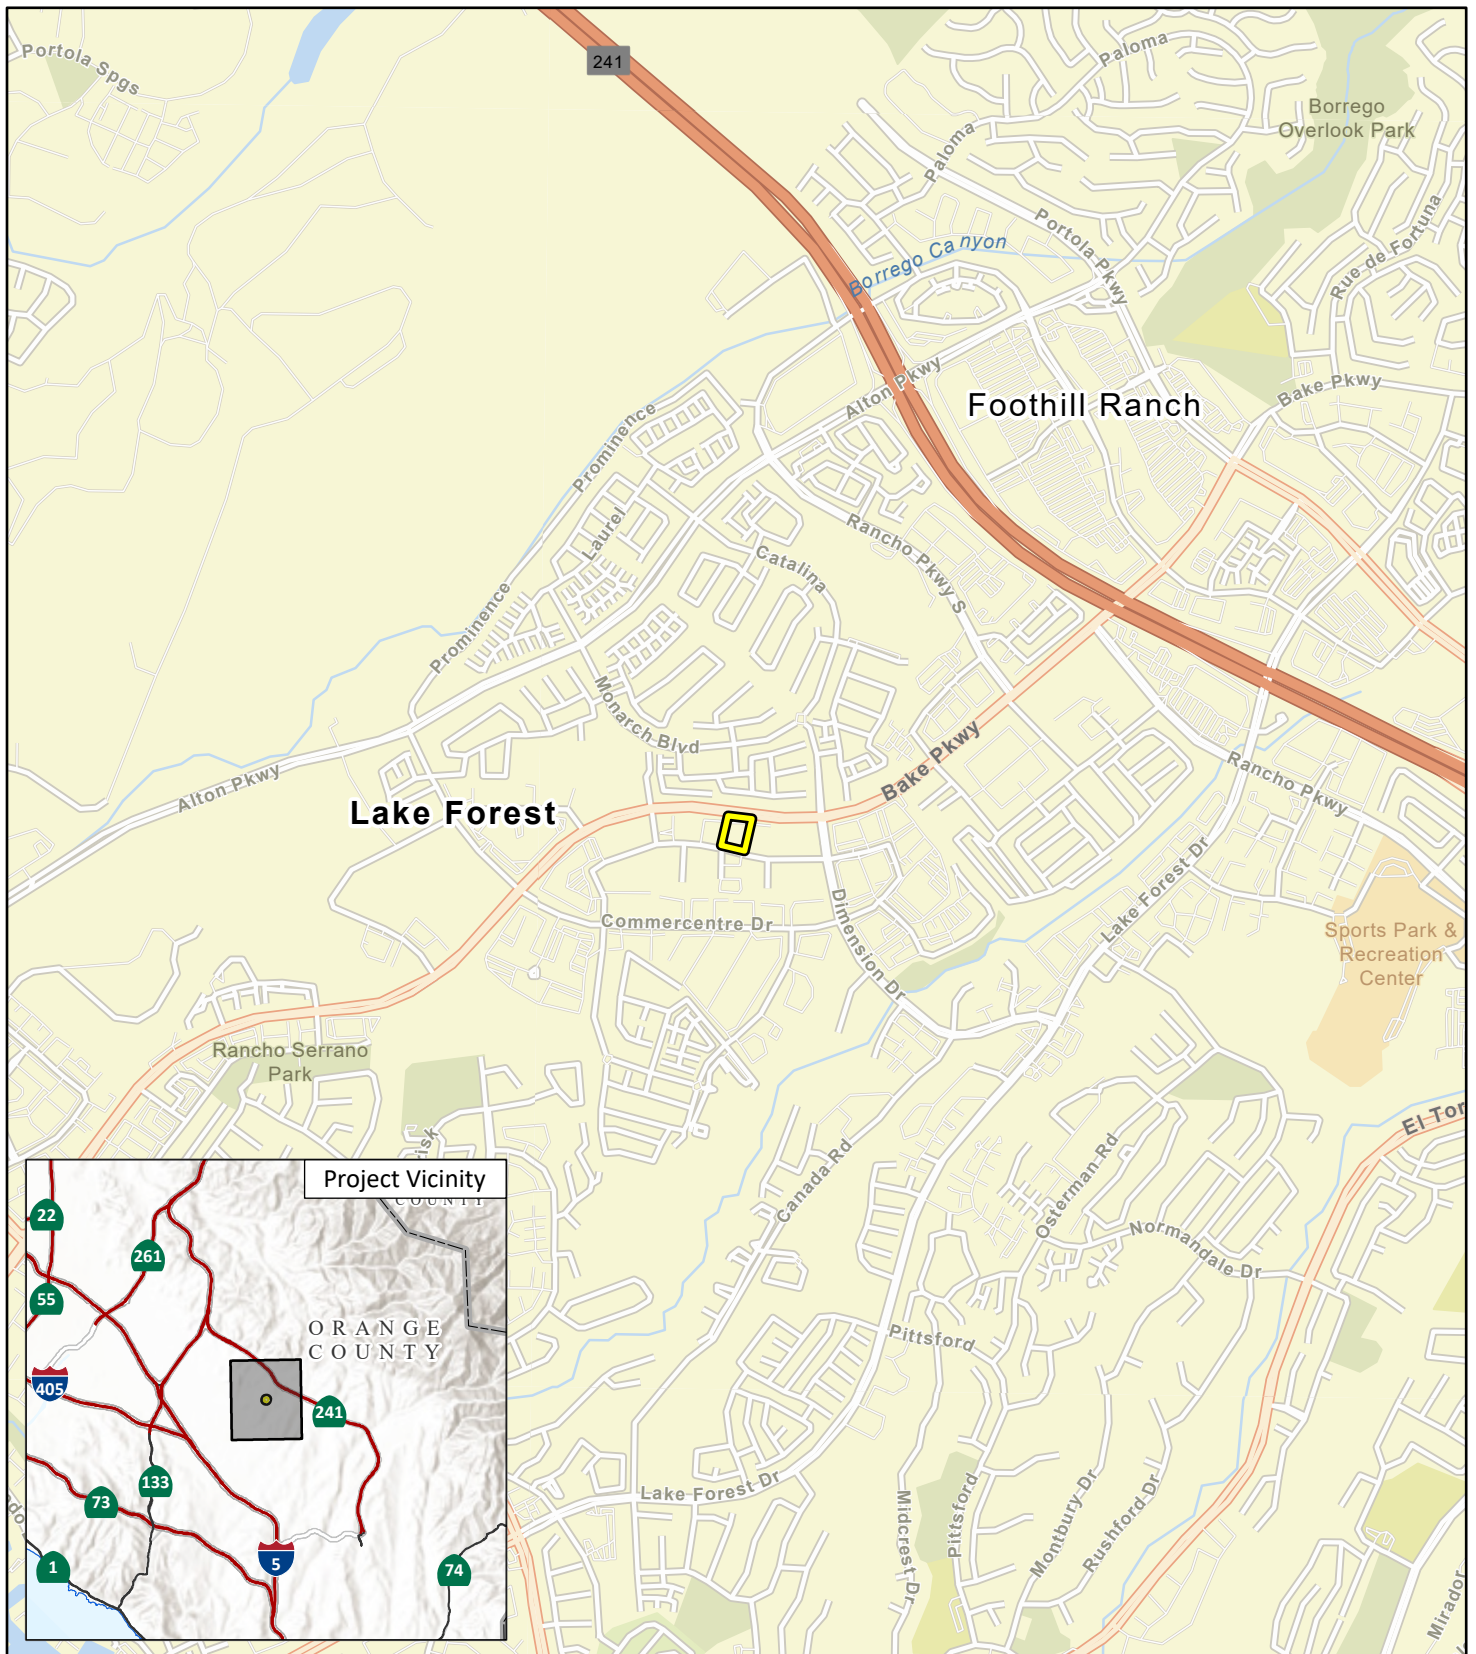 Portola Spgs
241
Paloma
Borrego
Overlook Park
Paloma
Portola Pkwy
Rue de Fortuna
Borrego Canyon
Alton Pkwy
Foothill Ranch
Bake Pkwy
Prominence
Laurel
Rancho Pkwy S
Catalina
Prominence
Monarch Blvd
Bake Pkwy
Rancho Pkwy
Alton Pkwy
Lake Forest
Lake Forest Dr
Dimension Dr
Commercentre Dr
Sports Park &
Recreation
Center
Rancho Serrano
Park
El Tor
isk
Canada Rd
Osterman Rd
Normandale Dr
Pittsford
Lake Forest Dr
Midcrest Dr
Pittsford
Montbury Dr
Rushford Dr
Mirador
Project Vicinity
COUNTY
22
261
55
ORANGE
COUNTY
405
241
133
73
5
1
74